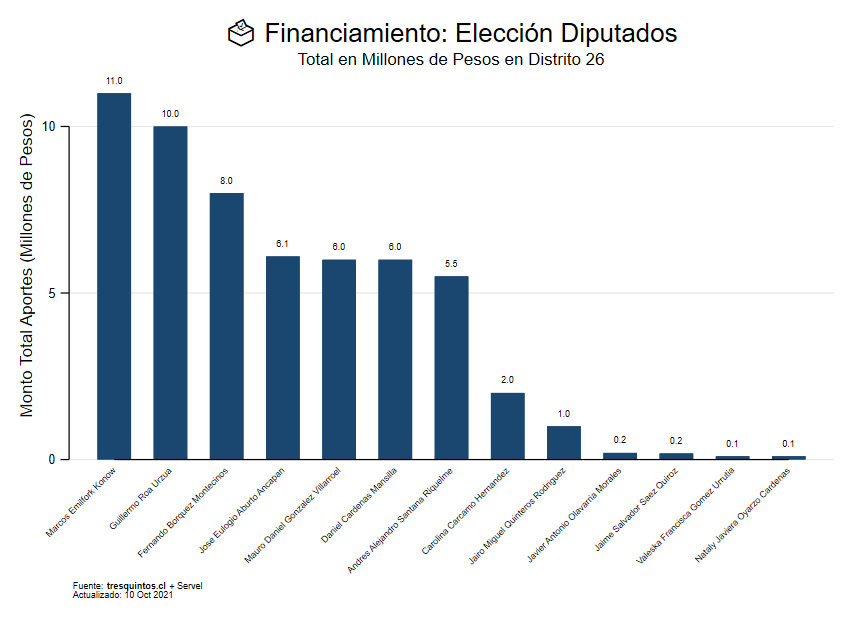 Financiamiento: Elección Diputados
Total en Millones de Pesos en Distrito 26
Monto Total Aportes (Millones de Pesos)
10
5
0
11.0
10.0
8.0
6.1
6.0
6.0
5.5
2.0
1.0
0.2
0.2
0.1
0.1
Marcos Emilfork Konow
Guillermo Roa Urzua
Fernando Borquez Montecinos
Jose Eulogio Aburto Ancapan
Mauro Daniel Gonzalez Villarroel
Daniel Cardenas Mansilla
Andres Alejandro Santana Riquelme
Carolina Carcamo Hernandez
Jairo Miguel Quinteros Rodriguez
Javier Antonio Olavarria Morales
Jaime Salvador Saez Quiroz
Valeska Francisca Gomez Urrutia
Nataly Javiera Oyarzo Cardenas
Fuente: tresquintos.cl + Servel
Actualizado: 10 Oct 2021